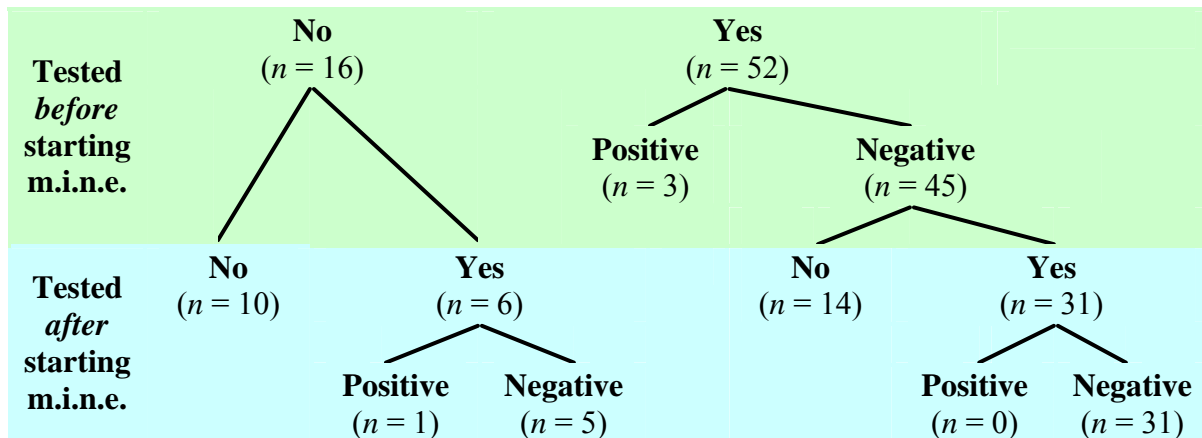 Tested
before
starting
m.i.n.e.
No
(n = 16)
Yes
(n = 52)
Positive
(n = 3)
Negative
(n = 45)
Tested
after
starting
m.i.n.e.
No
(n = 10)
Yes
(n = 6)
No
(n = 14)
Yes
(n = 31)
Positive
(n = 1)
Negative
(n = 5)
Positive
(n = 0)
Negative
(n = 31)